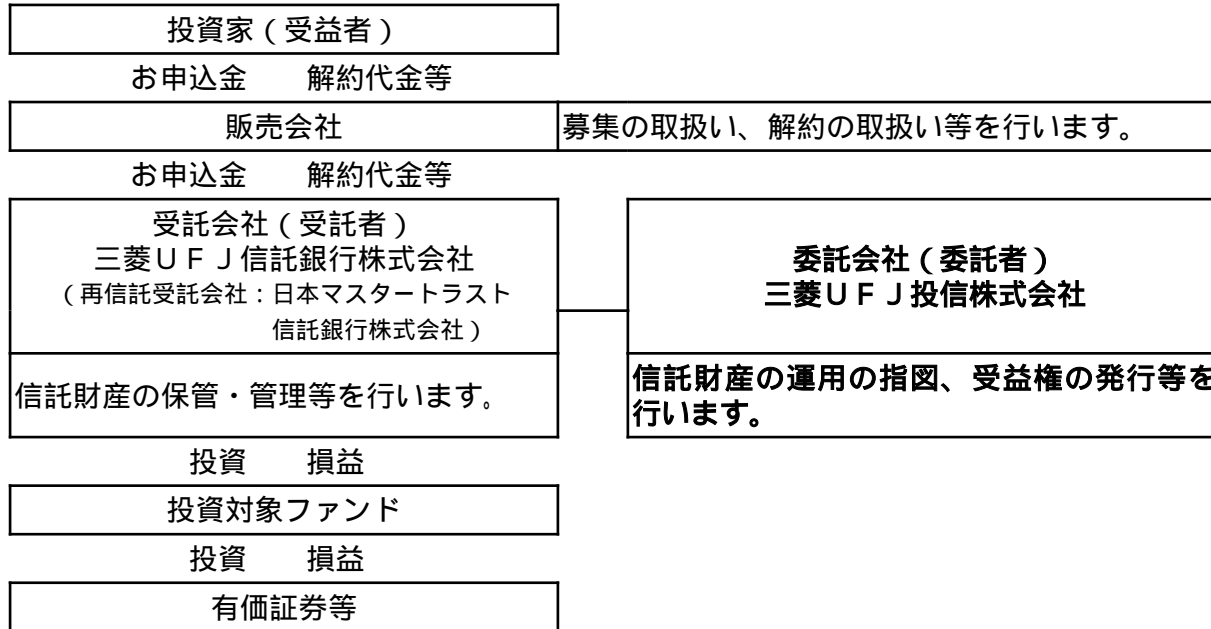 投資家（受益者）
お申込金　　解約代金等
販売会社
募集の取扱い、解約の取扱い等を行います。
お申込金　　解約代金等
受託会社（受託者）
三菱ＵＦＪ信託銀行株式会社
（再信託受託会社：日本マスタートラスト
信託銀行株式会社）
委託会社（委託者）
三菱ＵＦＪ投信株式会社
信託財産の保管・管理等を行います。
信託財産の運用の指図、受益権の発行等を
行います。
投資　　損益
投資対象ファンド
投資　　損益
有価証券等